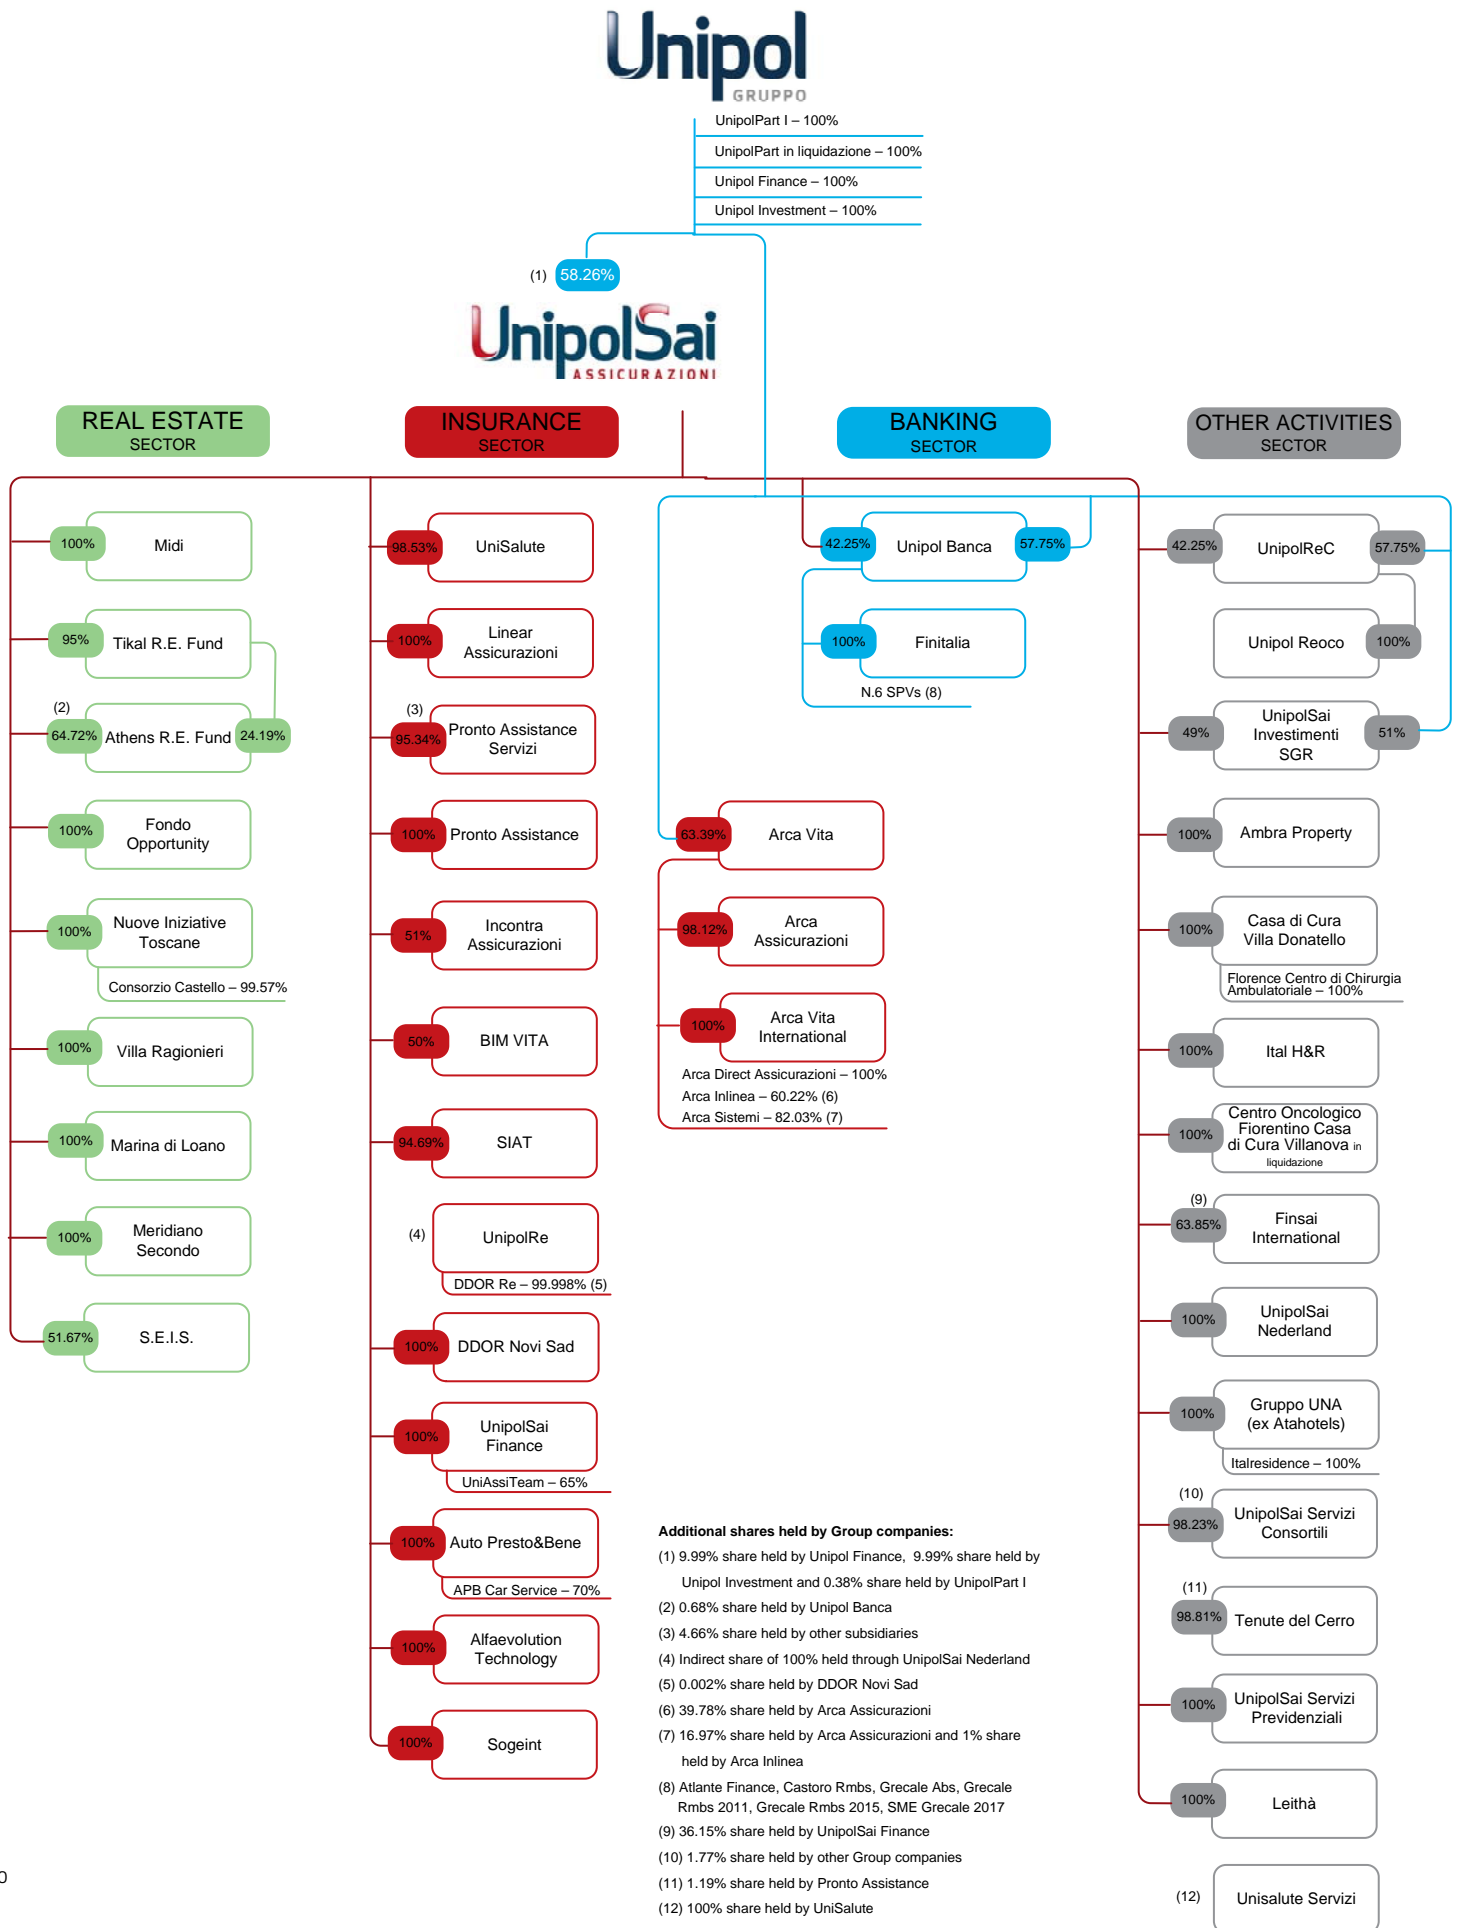 Unipol
GRUPPO
UnipolPart I – 100%
UnipolPart in liquidazione – 100%
Unipol Finance – 100%
Unipol Investment – 100%
(1) 58.26%
UnipolSai
ASSICURAZIONI
REAL ESTATE
SECTOR
100% Midi
95% Tikal R.E. Fund
(2)
64.72% Athens R.E. Fund 24.19%
100% Fondo
Opportunity
100% Nuove Iniziative
Toscane
Consorzio Castello – 99.57%
100% Villa Ragionieri
100% Marina di Loano
100% Meridiano
Secondo
51.67% S.E.I.S.
INSURANCE
SECTOR
98.53% UniSalute
100% Linear
Assicurazioni
(3)
95.34% Pronto Assistance
Servizi
100% Pronto Assistance
51% Incontra
Assicurazioni
50% BIM VITA
94.69% SIAT
(4) UnipolRe
DDOR Re – 99.998% (5)
100% DDOR Novi Sad
100% UnipolSai
Finance
UniAssiTeam – 65%
100% Auto Presto&Bene
APB Car Service – 70%
100% Alfaevolution
Technology
100% Sogeint
63.39% Arca Vita
98.12% Arca
Assicurazioni
100% Arca Vita
International
Arca Direct Assicurazioni – 100%
Arca Inlinea – 60.22% (6)
Arca Sistemi – 82.03% (7)
BANKING
SECTOR
42.25% Unipol Banca 57.75%
100% Finitalia
N.6 SPVs (8)
OTHER ACTIVITIES
SECTOR
42.25% UnipolReC 57.75%
Unipol Reoco 100%
49% UnipolSai
Investimenti
SGR 51%
100% Ambra Property
100% Casa di Cura
Villa Donatello
Florence Centro di Chirurgia
Ambulatoriale – 100%
100% Ital H&R
100% Centro Oncologico
Fiorentino Casa
di Cura Villanova in
liquidazione
(9)
63.85% Finsai
International
100% UnipolSai
Nederland
100% Gruppo UNA
(ex Atahotels)
Italresidence – 100%
(10)
98.23% UnipolSai Servizi
Consortili
(11)
98.81% Tenute del Cerro
100% UnipolSai Servizi
Previdenziali
100% Leithà
(12) Unisalute Servizi
Additional shares held by Group companies:
(1) 9.99% share held by Unipol Finance, 9.99% share held by
Unipol Investment and 0.38% share held by UnipolPart I
(2) 0.68% share held by Unipol Banca
(3) 4.66% share held by other subsidiaries
(4) Indirect share of 100% held through UnipolSai Nederland
(5) 0.002% share held by DDOR Novi Sad
(6) 39.78% share held by Arca Assicurazioni
(7) 16.97% share held by Arca Assicurazioni and 1% share
held by Arca Inlinea
(8) Atlante Finance, Castoro Rmbs, Grecale Abs, Grecale
Rmbs 2011, Grecale Rmbs 2015, SME Grecale 2017
(9) 36.15% share held by UnipolSai Finance
(10) 1.77% share held by other Group companies
(11) 1.19% share held by Pronto Assistance
(12) 100% share held by UniSalute
0